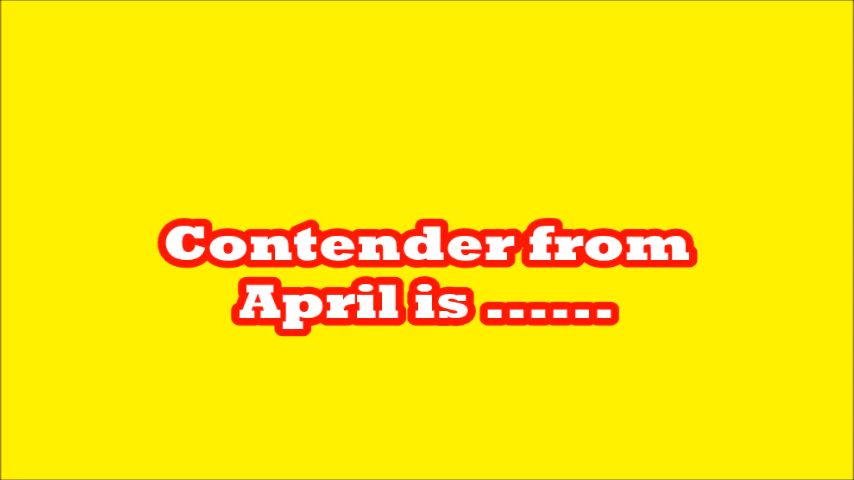 Contender from
April is ......